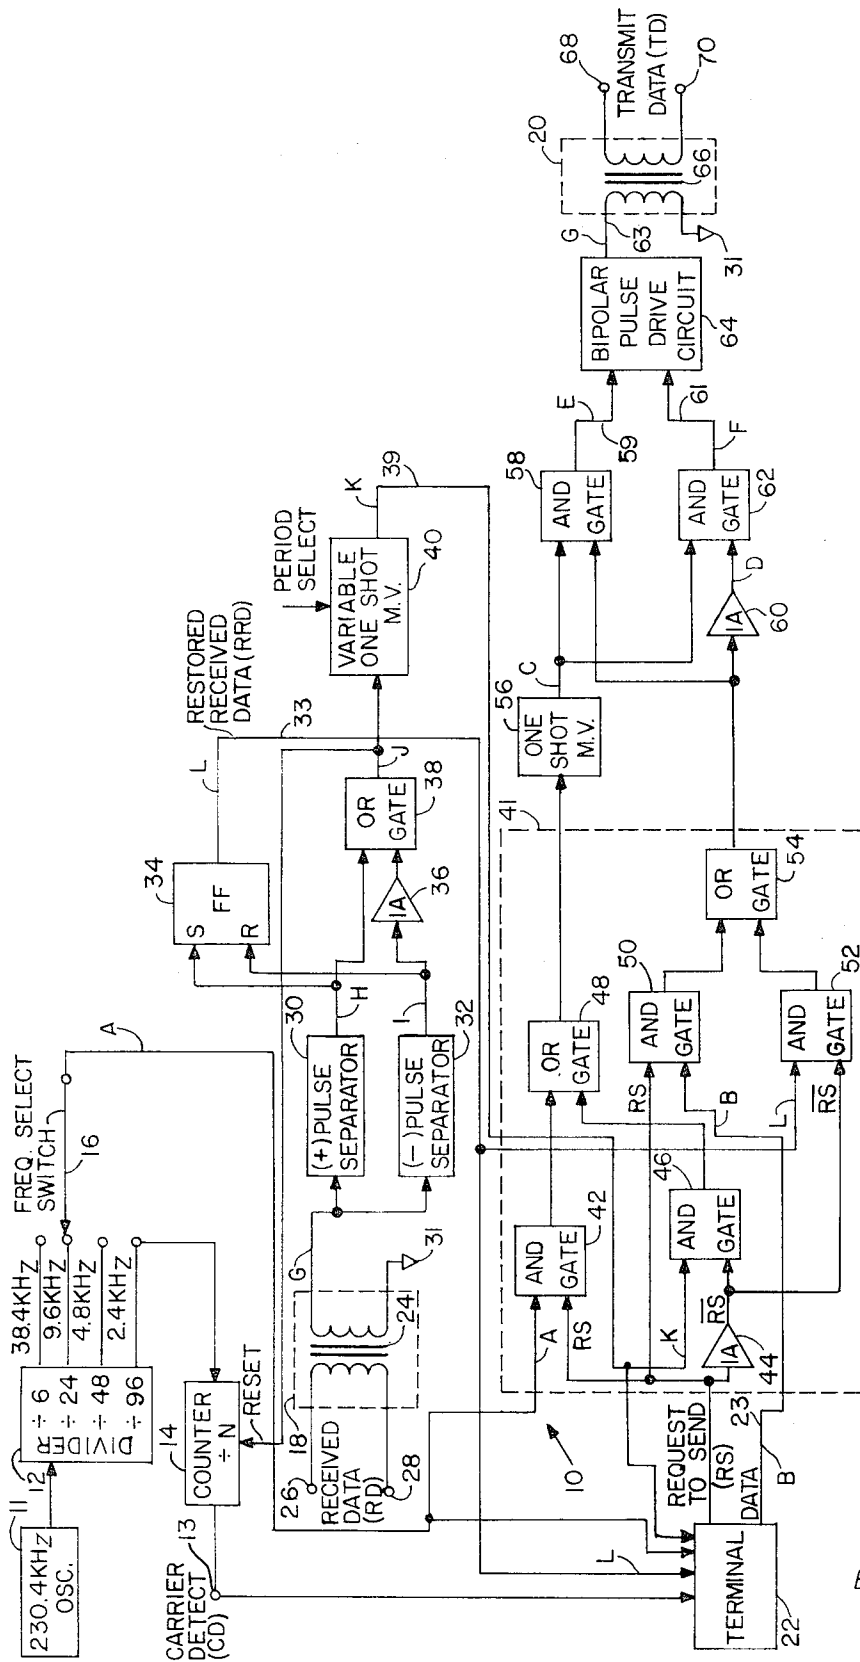 11
230.4KHZ
OSC.
12
DIVIDER
÷ 6
÷ 24
÷ 48
÷ 96
38.4KHZ
9.6KHZ
4.8KHZ
2.4KHZ
FREQ. SELECT
SWITCH
16
A
13
CARRIER
DETECT
(CD)
14
COUNTER
÷ N
RESET
18
26
RECEIVED
DATA
(RD)
28
24
31
G
30
(+)PULSE
SEPARATOR
(-)PULSE
SEPARATOR
32
H
I
34
S
FF
R
L
RESTORED
RECEIVED
DATA (RRD)
33
IA
36
OR
GATE
38
J
PERIOD
SELECT
VARIABLE
ONE SHOT
M.V.
40
K
39
10
TERMINAL
22
L
REQUEST
TO SEND
(RS)
DATA
23
B
41
A
RS
AND
GATE
42
K
IA
44
RS
AND
GATE
46
OR
GATE
48
RS
B
AND
GATE
50
L
RS
AND
GATE
52
OR
GATE
54
56
ONE
SHOT
M.V.
C
58
AND
GATE
IA
60
D
AND
GATE
62
E
59
F
61
BIPOLAR
PULSE
DRIVE
CIRCUIT
64
G
63
31
20
66
68
TRANSMIT
DATA(TD)
70